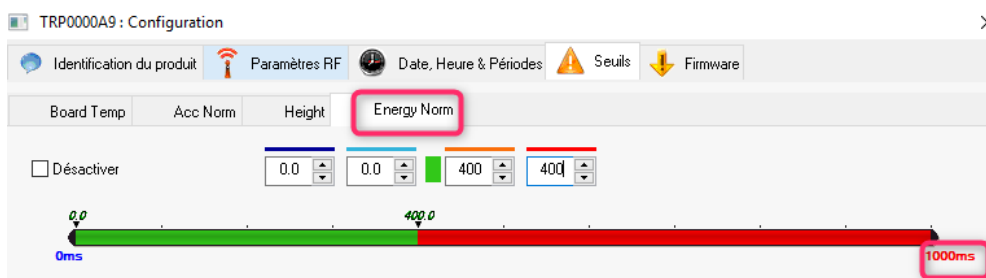 TRP0000A9 : Configuration
Identification du produit Paramètres RF Date, Heure & Périodes Seuils Firmware
Board Temp Acc Norm Height Energy Norm
Désactiver 0.0 0.0 400 400
0.0 400.0
0ms 1000ms